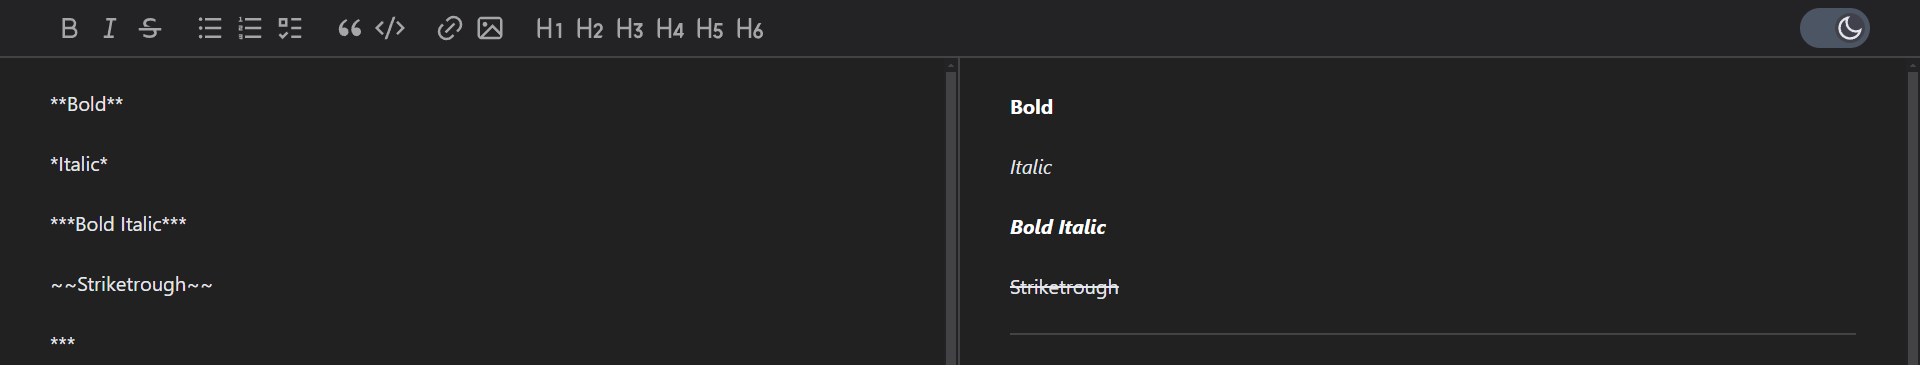 B I S H1 H2 H3 H4 H5 H6
**Bold**
*Italic*
***Bold Italic***
~~Striketrough~~
***
Bold
Italic
Bold Italic
Striketrough